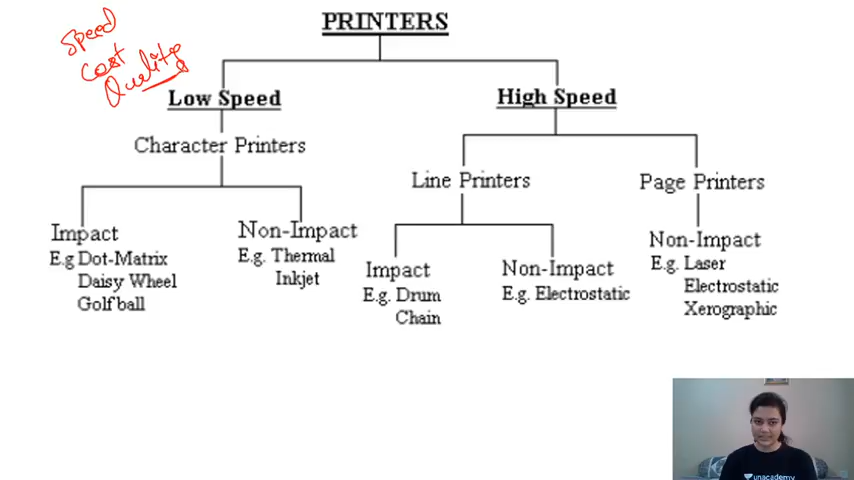 PRINTERS
Speed
Cost
Quality
Low Speed
High Speed
Character Printers
Line Printers
Page Printers
Impact
E.g Dot-Matrix
Daisy Wheel
Golf ball
Non-Impact
E.g. Thermal
Inkjet
Impact
E.g. Drum
Chain
Non-Impact
E.g. Electrostatic
Non-Impact
E.g. Laser
Electrostatic
Xerographic
unacademy